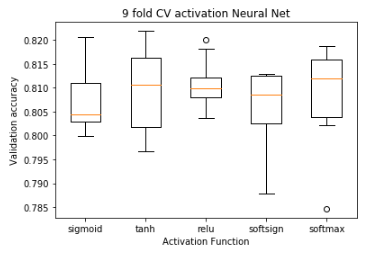 9 fold CV activation Neural Net
0.820
0.815
0.810
0.805
0.800
0.795
0.790
0.785
Validation accuracy
sigmoid tanh relu softsign softmax
Activation Function